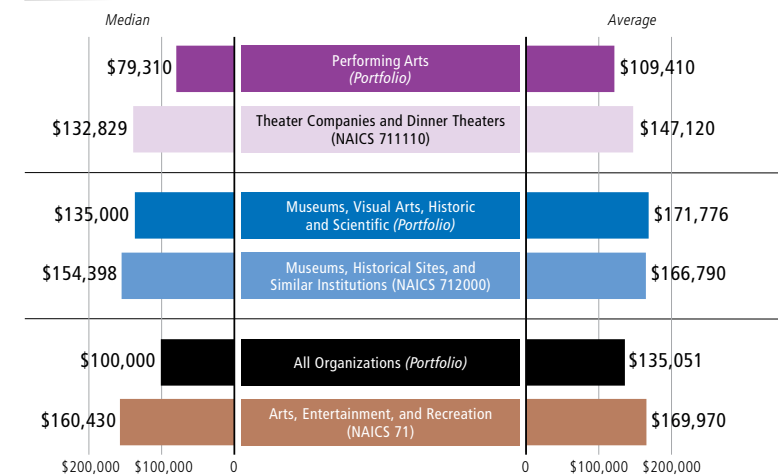 Median
Average
$79,310
Performing Arts
(Portfolio)
$109,410
$132,829
Theater Companies and Dinner Theaters
(NAICS 711110)
$147,120
$135,000
Museums, Visual Arts, Historic
and Scientific (Portfolio)
$171,776
$154,398
Museums, Historical Sites, and
Similar Institutions (NAICS 712000)
$166,790
$100,000
All Organizations (Portfolio)
$135,051
$160,430
Arts, Entertainment, and Recreation
(NAICS 71)
$169,970
$200,000 $100,000 0 0 $100,000 $200,000